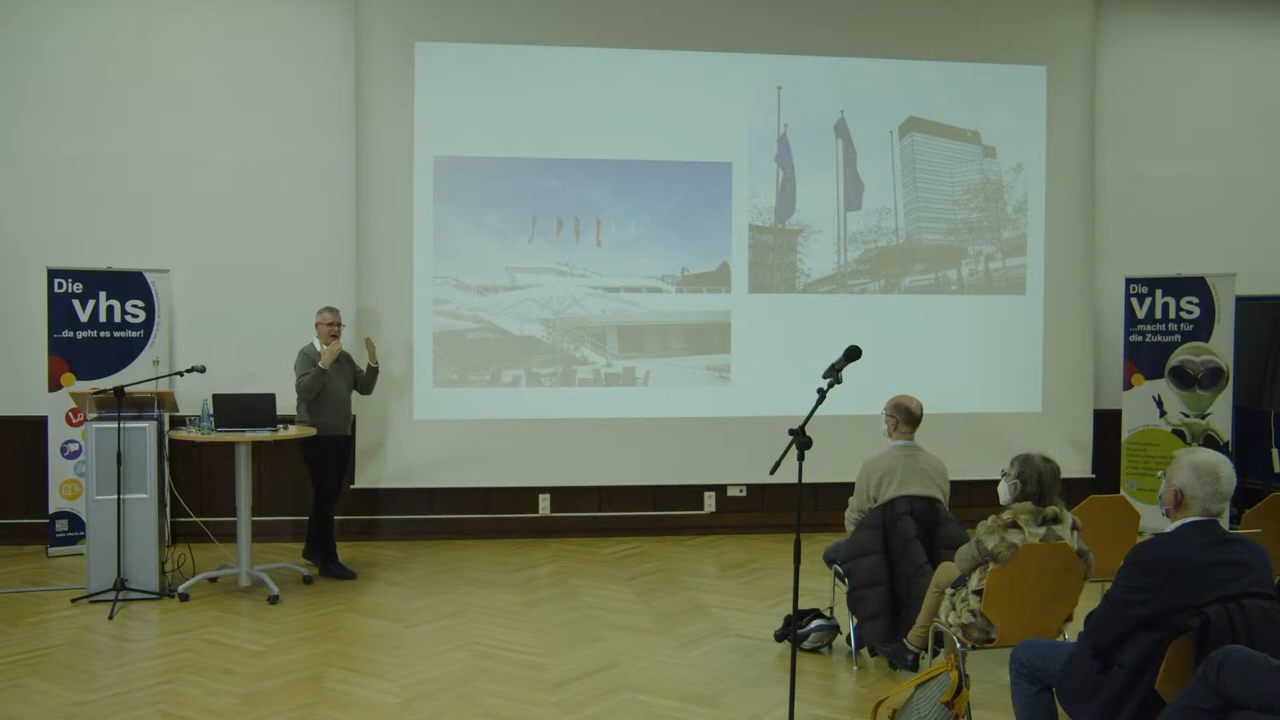 Die
vhs
...da geht es weiter!
Die
vhs
...macht fit für
die Zukunft